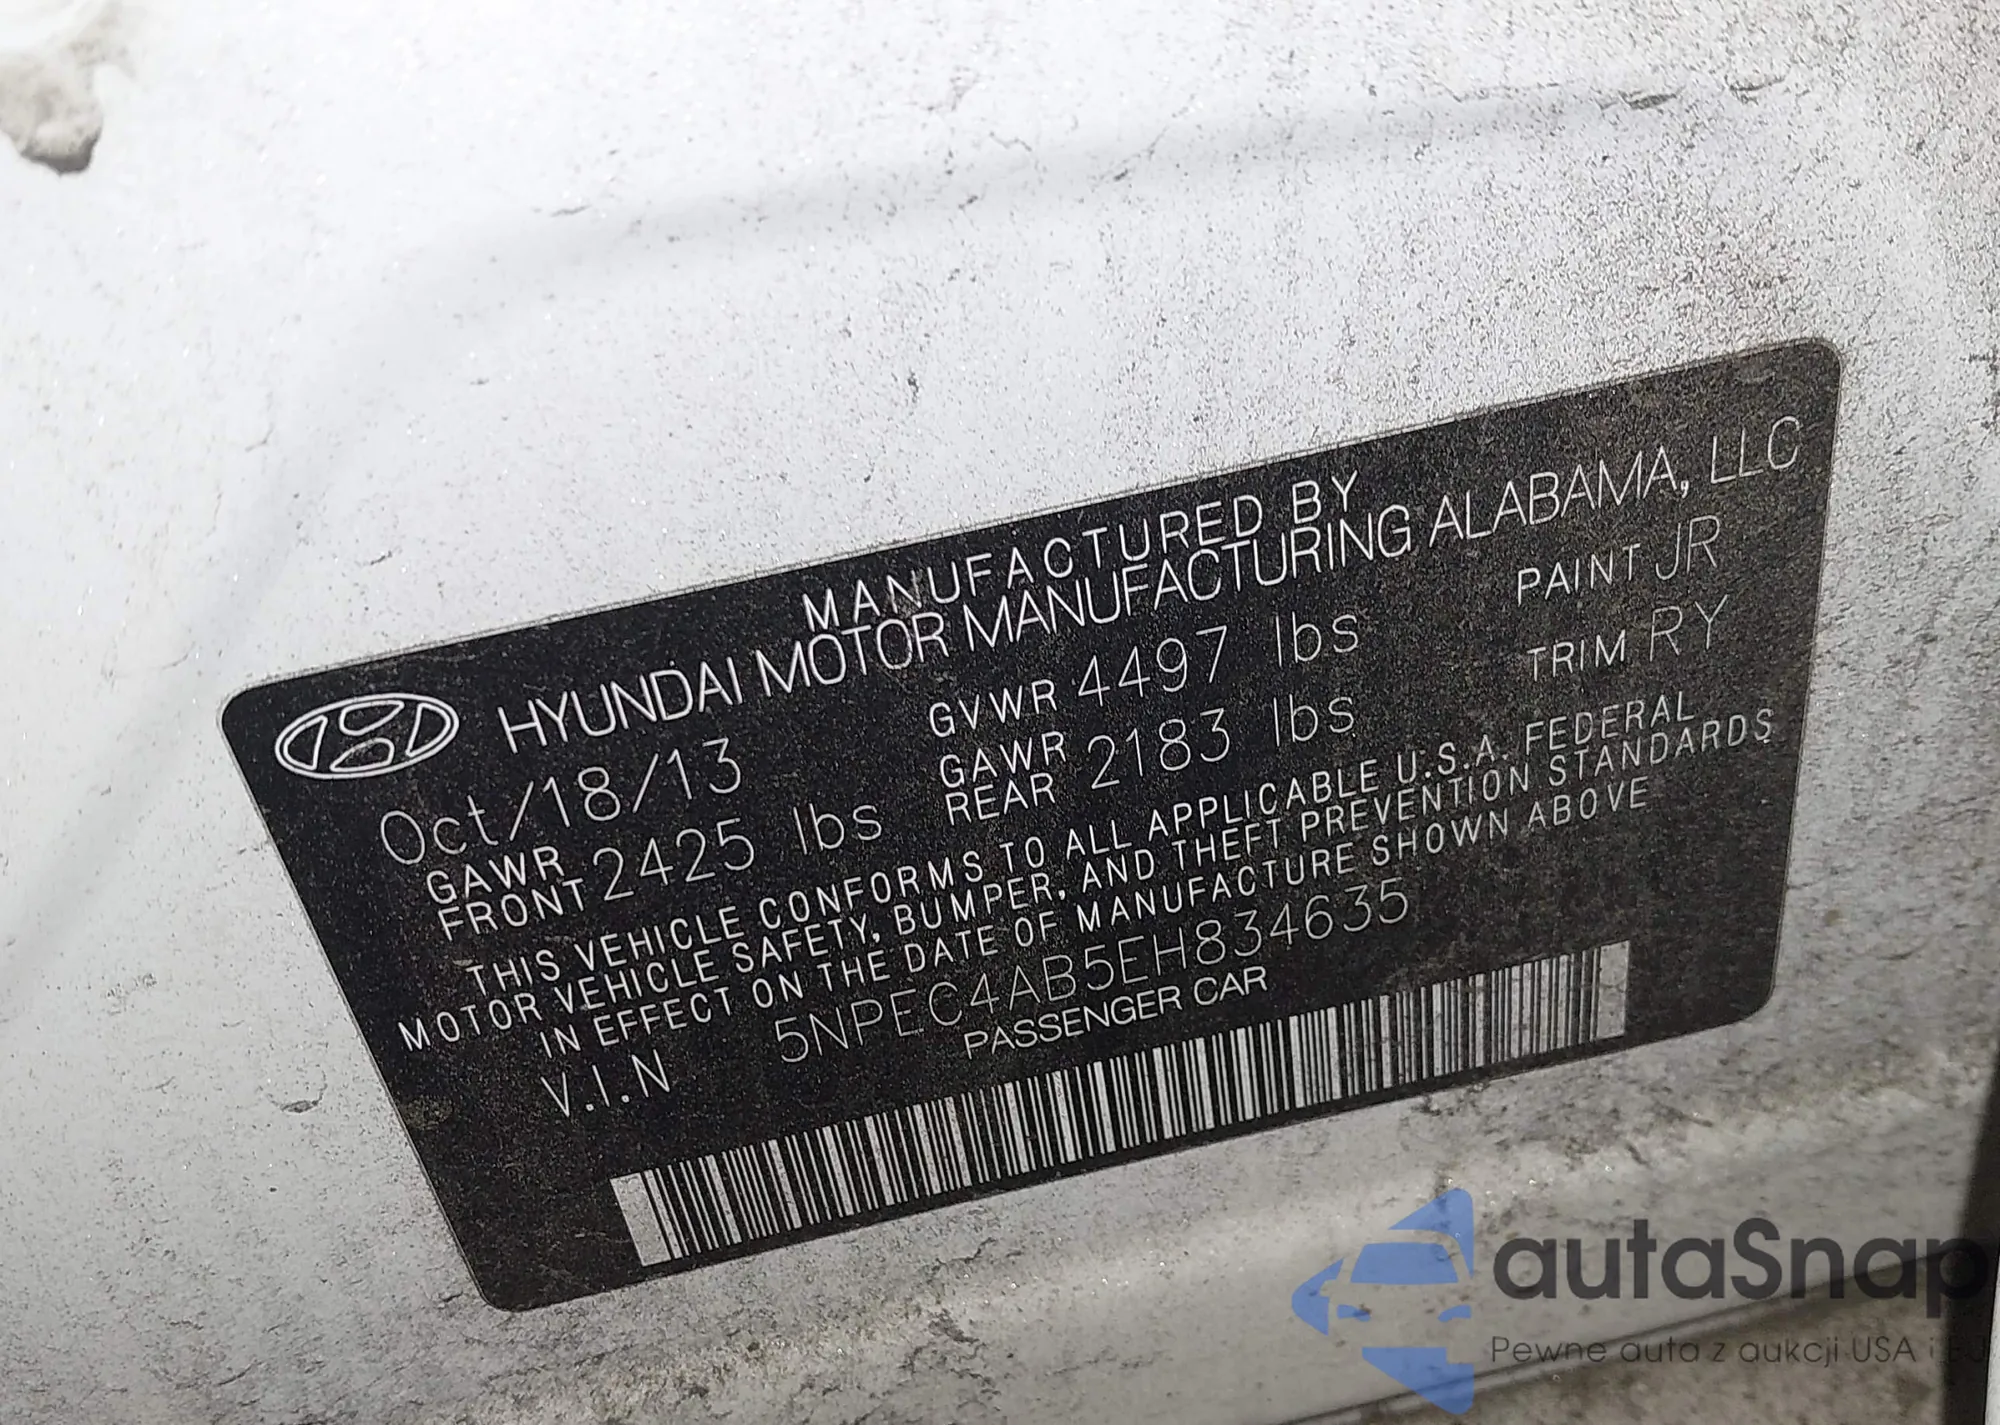 MANUFACTURED BY
HYUNDAI MOTOR MANUFACTURING ALABAMA, LLC
Oct/18/13 GVWR 4497 lbs PAINT JR
GAWR FRONT 2425 lbs GAWR REAR 2183 lbs TRIM RY
THIS VEHICLE CONFORMS TO ALL APPLICABLE U.S.A. FEDERAL
MOTOR VEHICLE SAFETY, BUMPER, AND THEFT PREVENTION STANDARDS
IN EFFECT ON THE DATE OF MANUFACTURE SHOWN ABOVE
V.I.N 5NPEC4AB5EH834635
PASSENGER CAR
autaSnap
Pewne auta z aukcji USA i EU